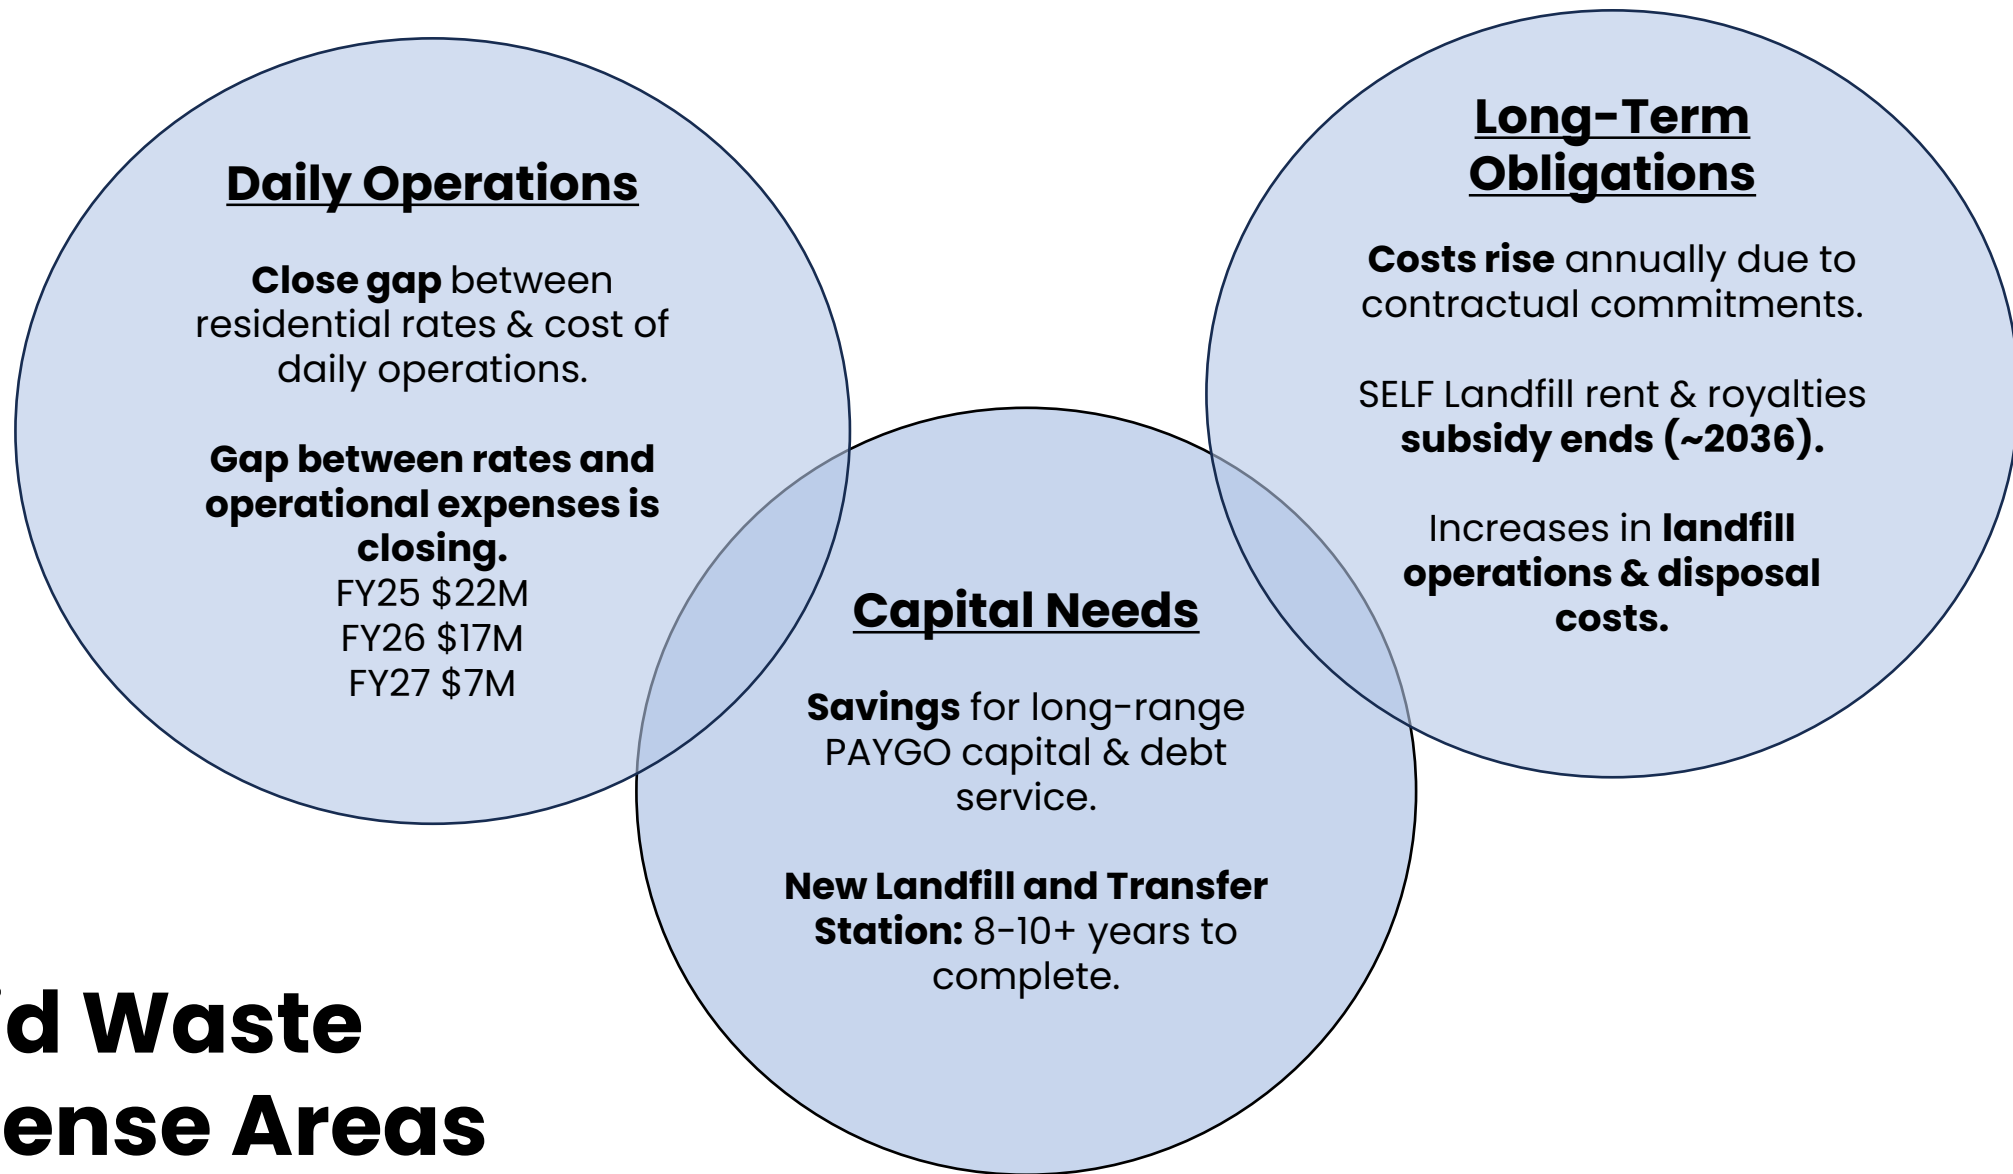 Daily Operations
Close gap between
residential rates & cost of
daily operations.
Gap between rates and
operational expenses is
closing.
FY25 $22M
FY26 $17M
FY27 $7M
Capital Needs
Savings for long-range
PAYGO capital & debt
service.
New Landfill and Transfer
Station: 8-10+ years to
complete.
Long-Term
Obligations
Costs rise annually due to
contractual commitments.
SELF Landfill rent & royalties
subsidy ends (~2036).
Increases in landfill
operations & disposal
costs.
Waste
Areas